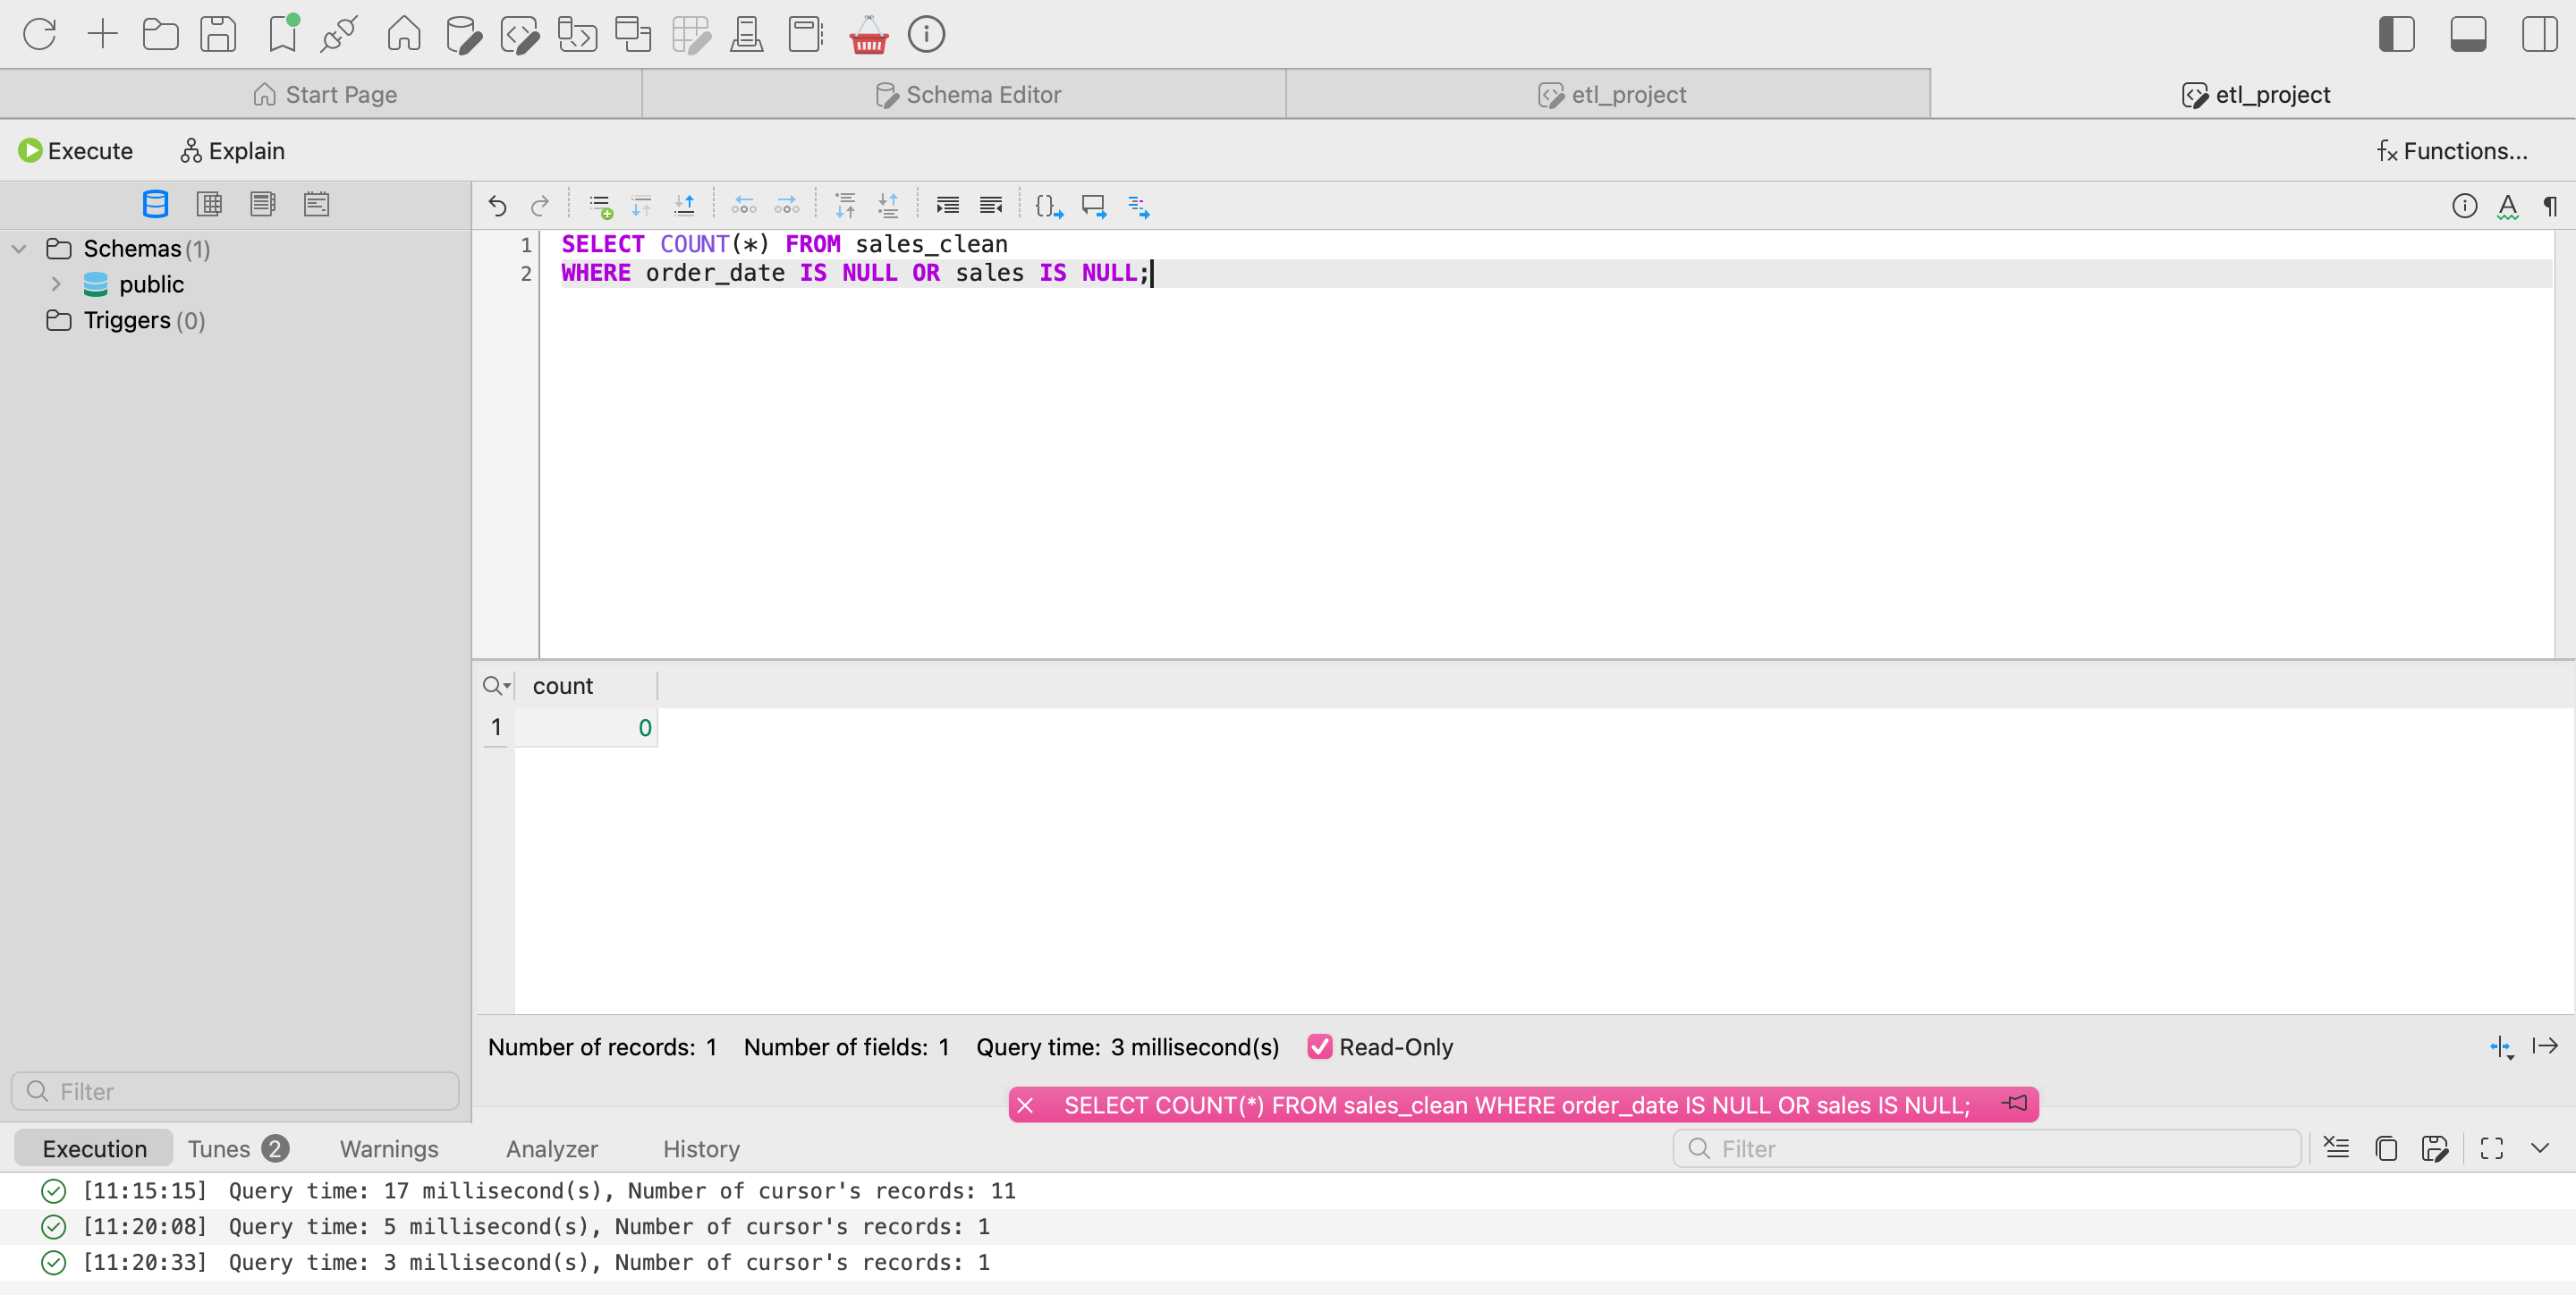 Start Page
Schema Editor
etl_project
etl_project
Execute
Explain
fx Functions...
Schemas (1)
public
Triggers (0)
1 SELECT COUNT(*) FROM sales_clean
2 WHERE order_date IS NULL OR sales IS NULL;
count
1 0
Number of records: 1 Number of fields: 1 Query time: 3 millisecond(s) Read-Only
Filter
SELECT COUNT(*) FROM sales_clean WHERE order_date IS NULL OR sales IS NULL;
Execution Tunes 2 Warnings Analyzer History Filter
[11:15:15] Query time: 17 millisecond(s), Number of cursor's records: 11
[11:20:08] Query time: 5 millisecond(s), Number of cursor's records: 1
[11:20:33] Query time: 3 millisecond(s), Number of cursor's records: 1